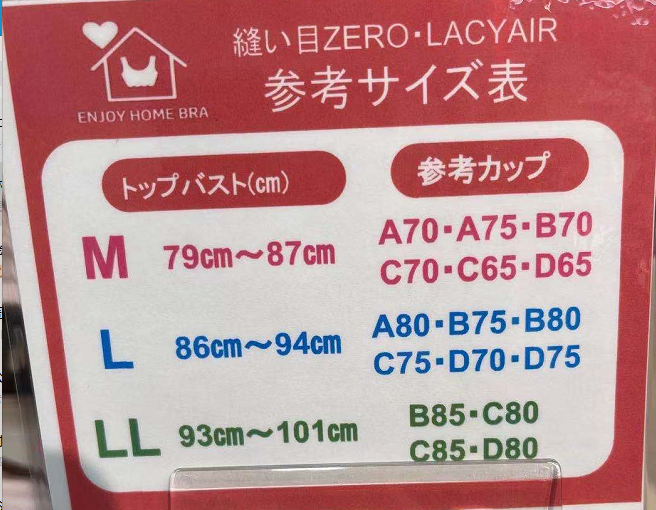 縫い目ZERO・LACYAIR
参考サイズ表
ENJOY HOME BRA
トップバスト(cm) 参考カップ
M 79cm～87cm A70・A75・B70
C70・C65・D65
L 86cm～94cm A80・B75・B80
C75・D70・D75
LL 93cm～101cm B85・C80
C85・D80